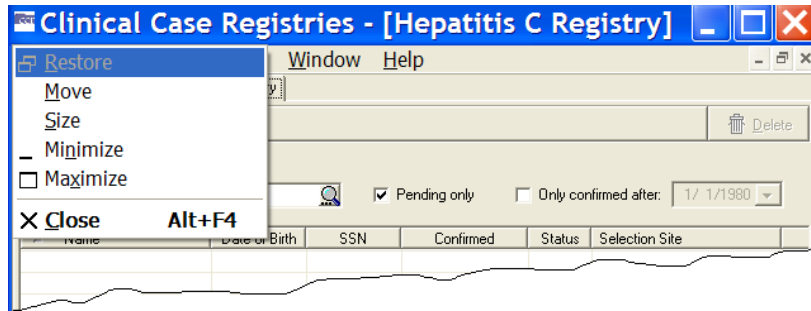 Clinical Case Registries - [Hepatitis C Registry]
Restore Window Help
Move y
Size Delete
Minimize
Maximize Pending only Only confirmed after: 1/ 1/1980
Close Alt+F4
Name Date of Birth SSN Confirmed Status Selection Site